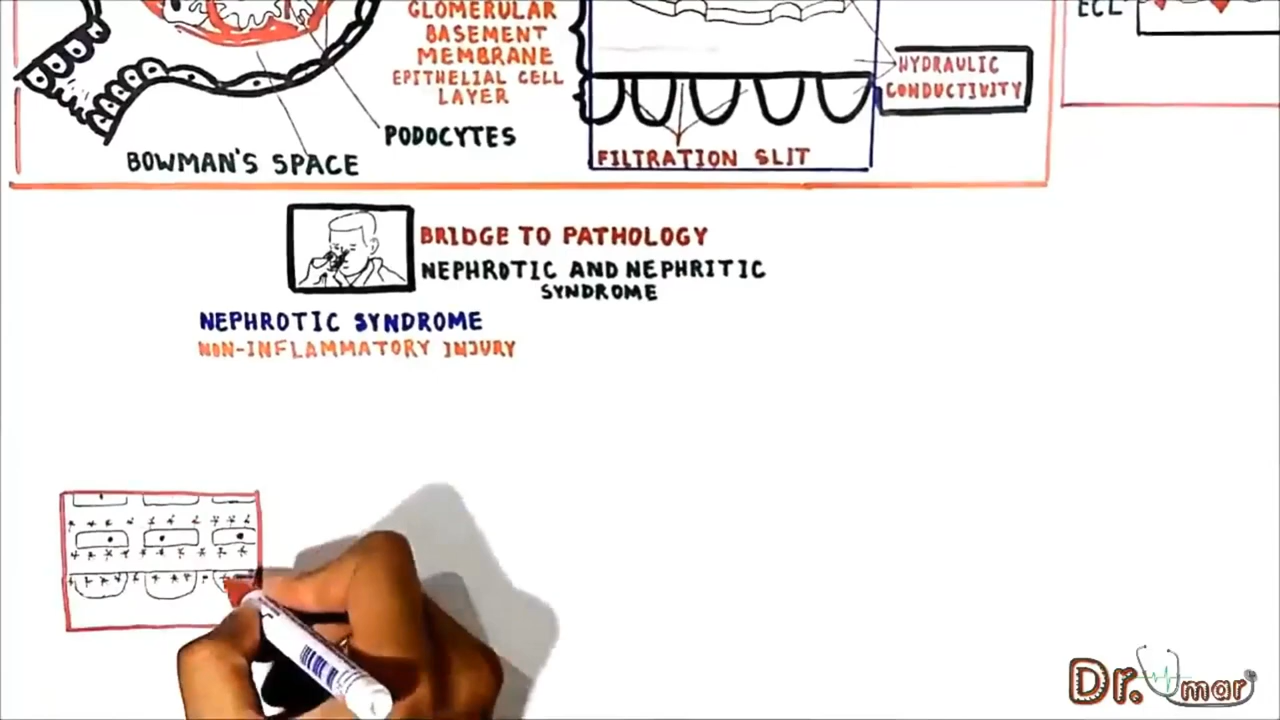 GLOMERULAR
BASEMENT
MEMBRANE
EPITHELIAL CELL
LAYER
PODOCYTES
BOWMAN'S SPACE
FILTRATION SLIT
HYDRAULIC
CONDUCTIVITY
ECL
BRIDGE TO PATHOLOGY
NEPHROTIC AND NEPHRITIC
SYNDROME
NEPHROTIC SYNDROME
NON-INFLAMMATORY INJURY
Dr. Umar